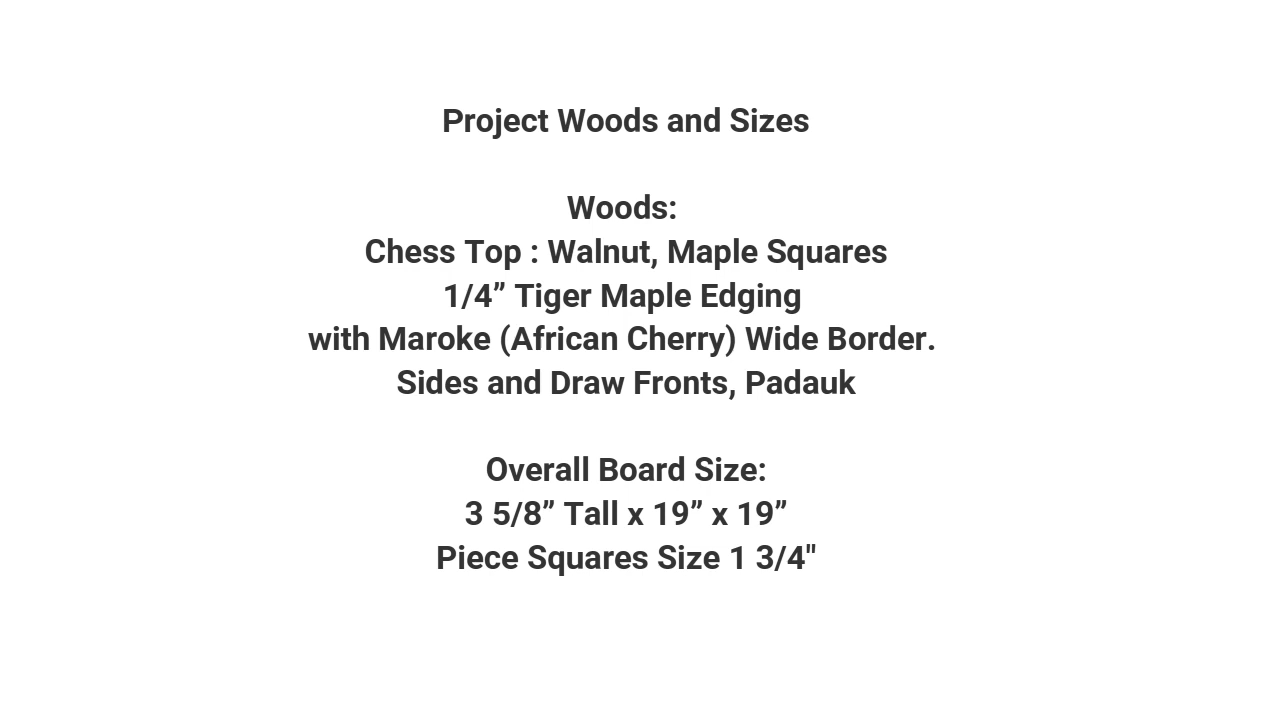 Project Woods and Sizes
Woods:
Chess Top : Walnut, Maple Squares
1/4” Tiger Maple Edging
with Maroke (African Cherry) Wide Border.
Sides and Draw Fronts, Padauk
Overall Board Size:
3 5/8” Tall x 19” x 19”
Piece Squares Size 1 3/4"